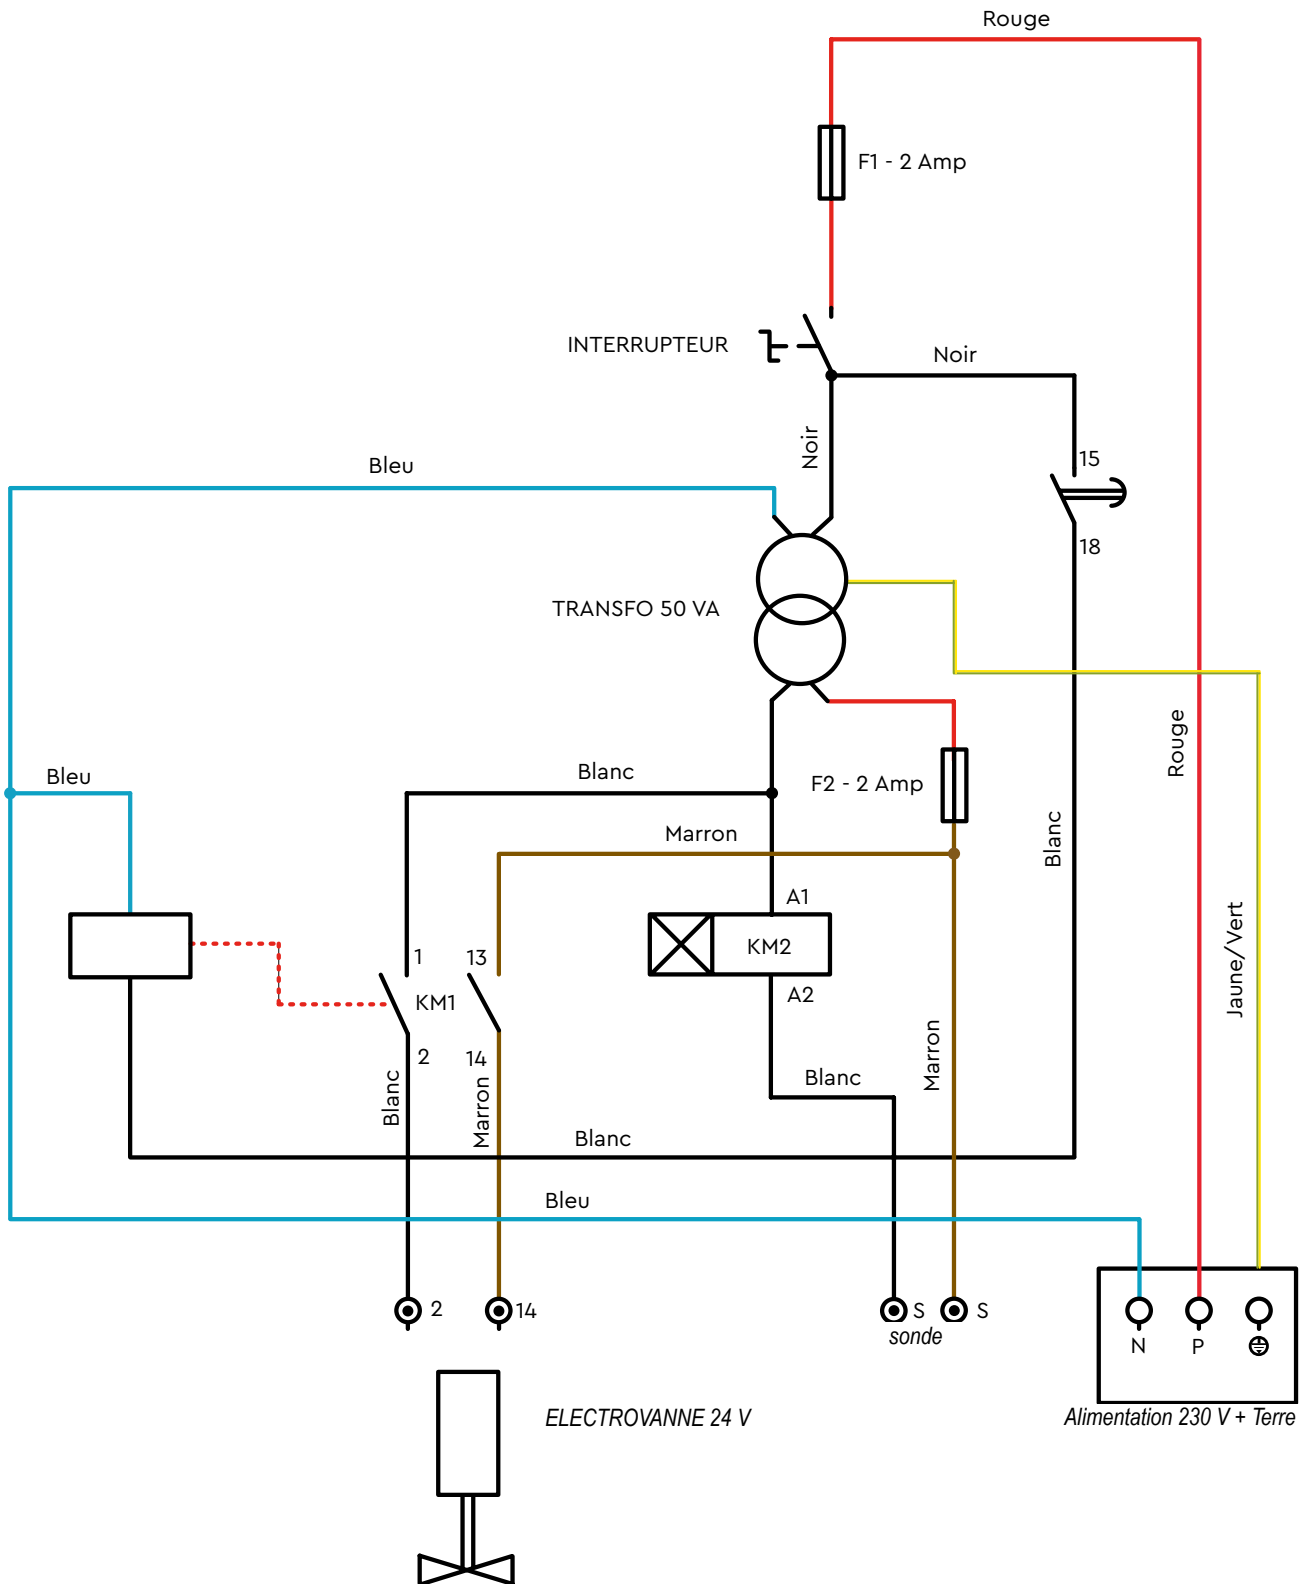 Rouge
F1 - 2 Amp
INTERRUPTEUR
Noir
Noir
15
Bleu
18
TRANSFO 50 VA
Rouge
Bleu
Blanc
F2 - 2 Amp
Marron
Blanc
A1
1
13
KM2
Jaune/Vert
KM1
A2
2
14
Marron
Blanc
Marron
Blanc
Blanc
Bleu
2
14
S
S
sonde
N
P
ELECTROVANNE 24 V
Alimentation 230 V + Terre